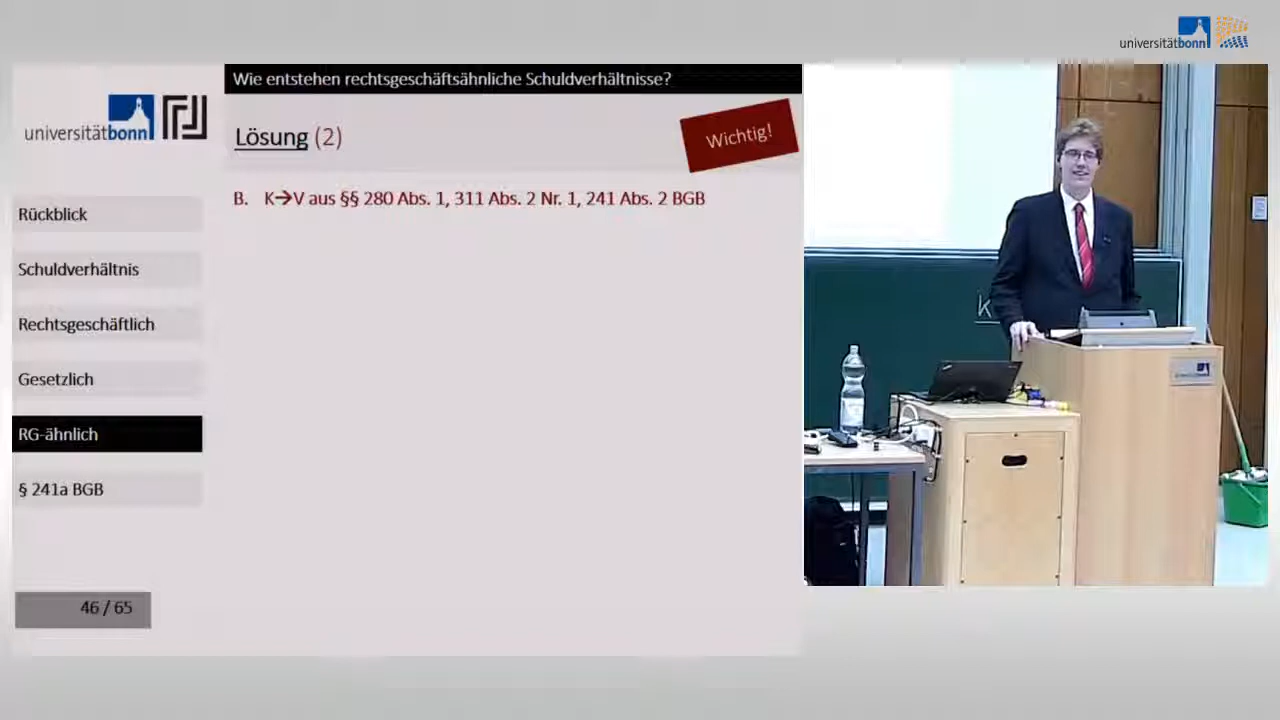 universitätbonn
Wie entstehen rechtsgeschäftsähnliche Schuldverhältnisse?
universitätbonn
Lösung (2)
Wichtig!
B. K→V aus §§ 280 Abs. 1, 311 Abs. 2 Nr. 1, 241 Abs. 2 BGB
Rückblick
Schuldverhältnis
Rechtsgeschäftlich
Gesetzlich
RG-ähnlich
§ 241a BGB
46 / 65